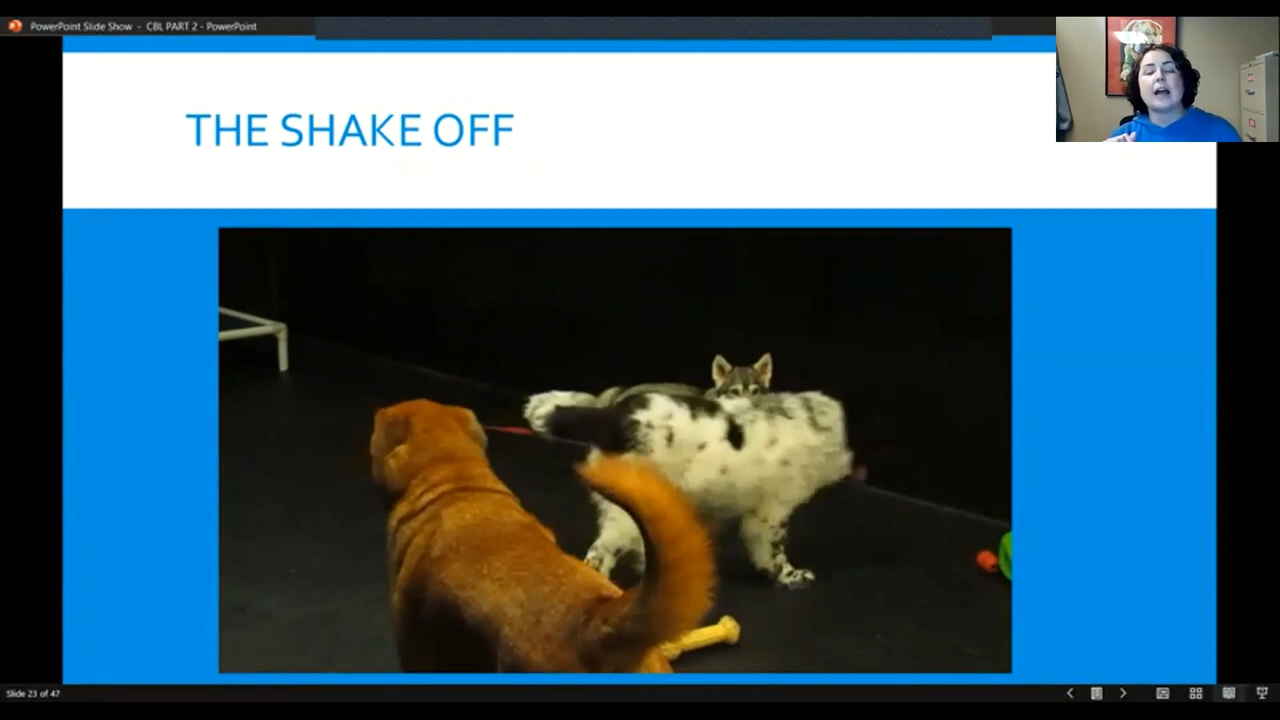 PowerPoint Slide Show - CBL PART 2 - PowerPoint
THE SHAKE OFF
Slide 23 of 47